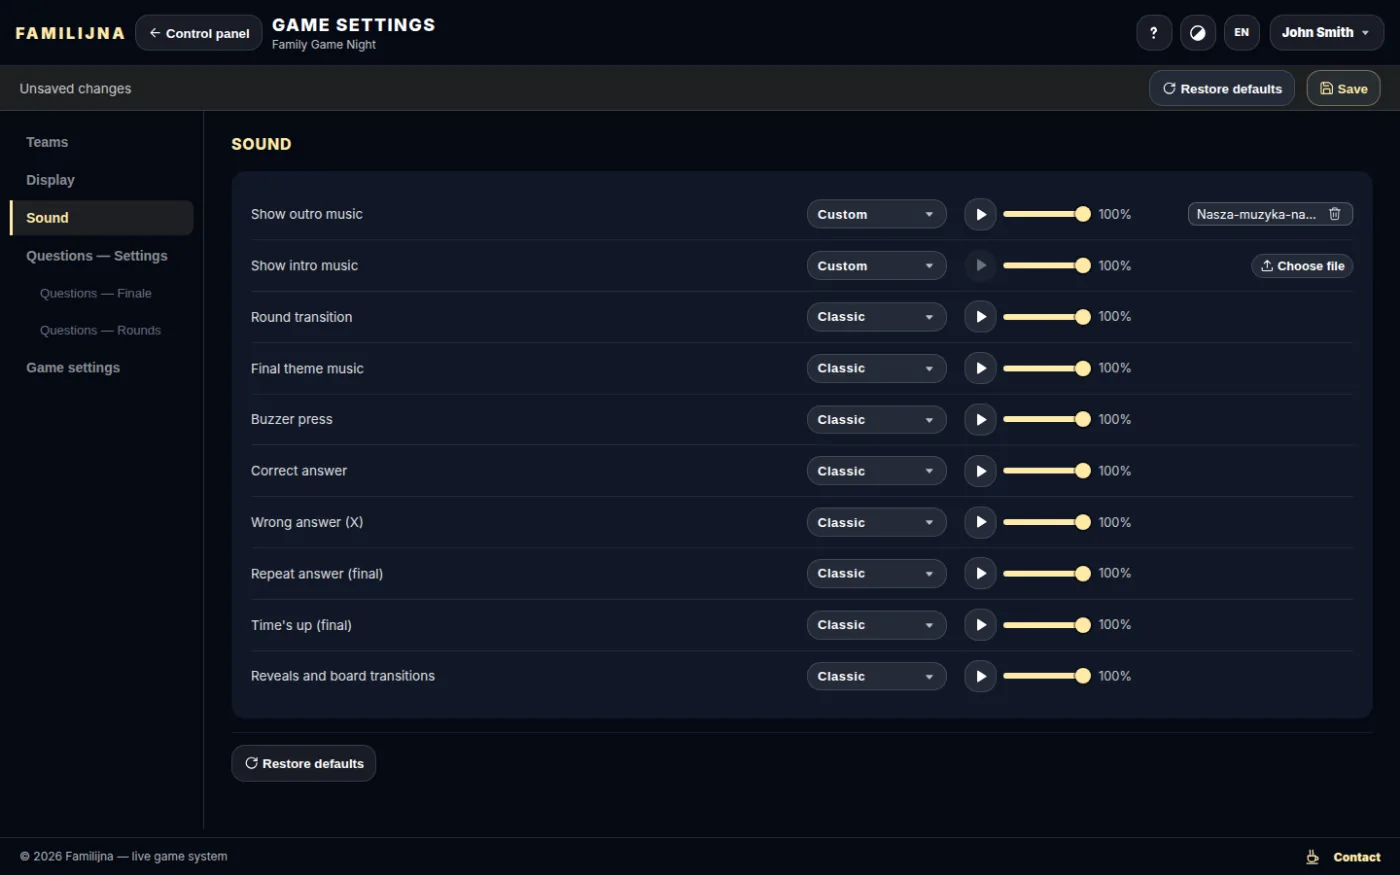 FAMILIJNA
Control panel
GAME SETTINGS
Family Game Night
?
EN
John Smith
Unsaved changes
Restore defaults
Save
Teams
Display
Sound
Questions — Settings
Questions — Finale
Questions — Rounds
Game settings
SOUND
Show outro music Custom 100% Nasza-muzyka-na...
Show intro music Custom 100% Choose file
Round transition Classic 100%
Final theme music Classic 100%
Buzzer press Classic 100%
Correct answer Classic 100%
Wrong answer (X) Classic 100%
Repeat answer (final) Classic 100%
Time's up (final) Classic 100%
Reveals and board transitions Classic 100%
Restore defaults
© 2026 Familijna — live game system
Contact